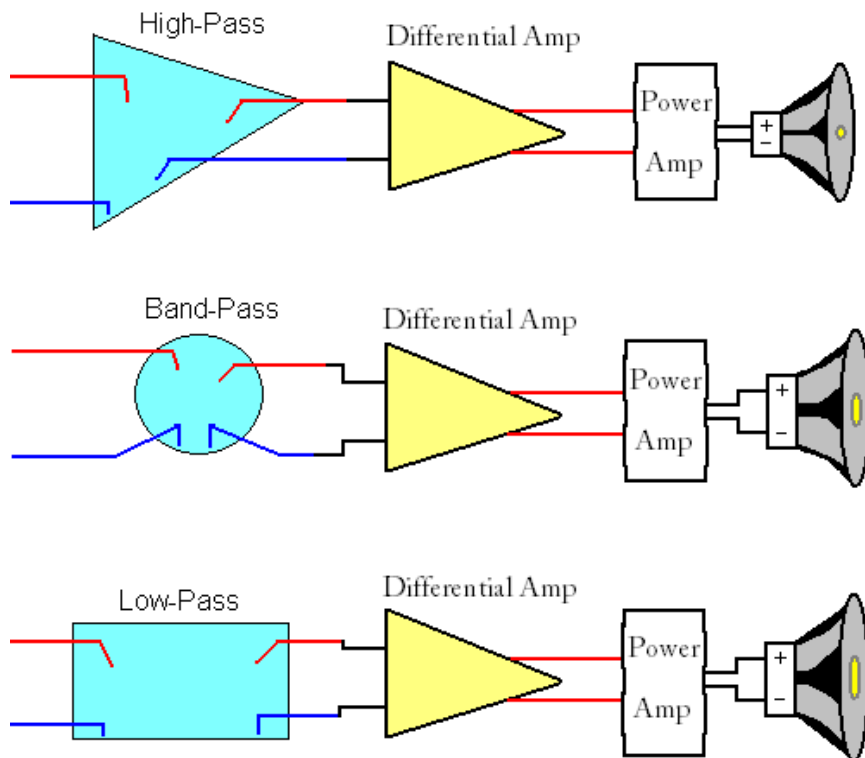 High-Pass
Differential Amp
Power
Amp
+
−
Band-Pass
Differential Amp
Power
Amp
+
−
Low-Pass
Differential Amp
Power
Amp
+
−